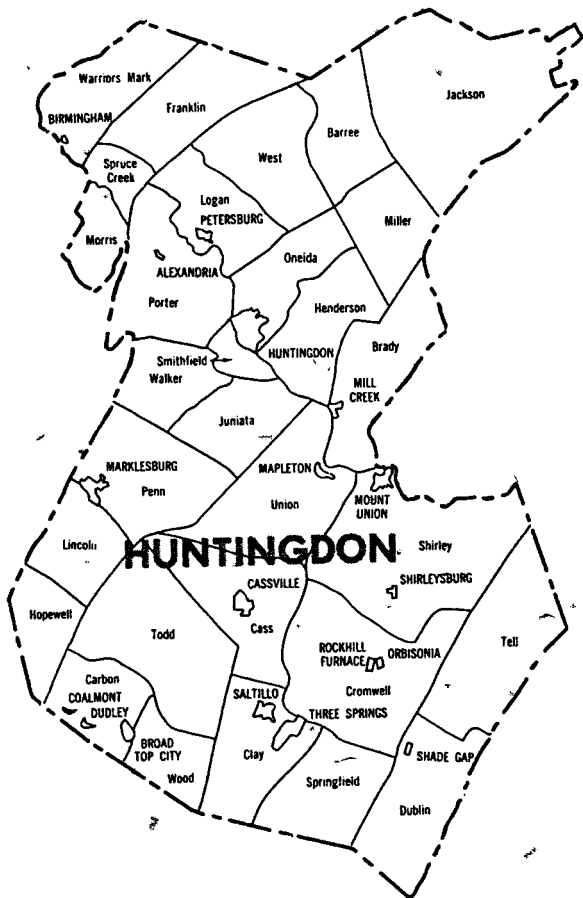 Warriors Mark
BIRMINGHAM
Franklin
Jackson
Barree
West
Spruce
Creek
Logan
PETERSBURG
Miller
Morris
Oneida
ALEXANDRIA
Porter
Henderson
Smithfield
HUNTINGDON
Brady
Walker
MILL
CREEK
Juniata
MARKLESBURG
MAPLETON
Penn
MOUNT
UNION
Union
Lincoln
HUNTINGDON
Shirley
CASSVILLE
SHIRLEYSBURG
Hopewell
Todd
Cass
ROCKHILL
FURNACE
ORBISONIA
Tell
Carbon
COALMONT
DUDLEY
SALTILLO
Cromwell
THREE SPRINGS
BROAD
TOP CITY
Clay
SHADE GAP
Wood
Springfield
Dublin